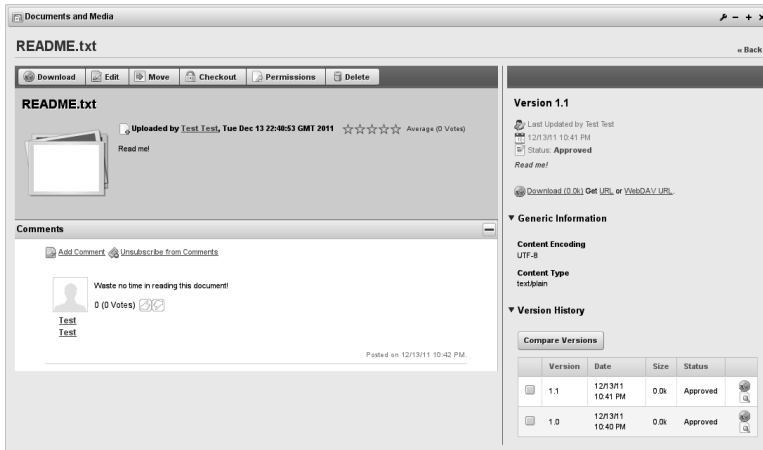 Documents and Media
README.txt
« Back
Download Edit Move Checkout Permissions Delete
README.txt
Uploaded by Test Test, Tue Dec 13 22:40:53 GMT 2011 Average (0 Votes)
Read me!
Comments
Add Comment Unsubscribe from Comments
Waste no time in reading this document!
0 (0 Votes)
Test
Test
Posted on 12/13/11 10:42 PM.
Version 1.1
Last Updated by Test Test
12/13/11 10:41 PM
Status: Approved
Read me!
Download (0.0k) Get URL or WebDAV URL.
Generic Information
Content Encoding
UTF-8
Content Type
text/plain
Version History
Compare Versions
Version Date Size Status
1.1 12/13/11 10:41 PM 0.0k Approved
1.0 12/13/11 10:40 PM 0.0k Approved